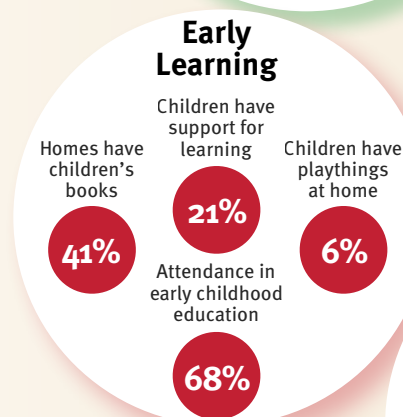 Early
Learning
Children have
support for
learning
21%
Homes have
children's
books
41%
Children have
playthings
at home
6%
Attendance in
early childhood
education
68%